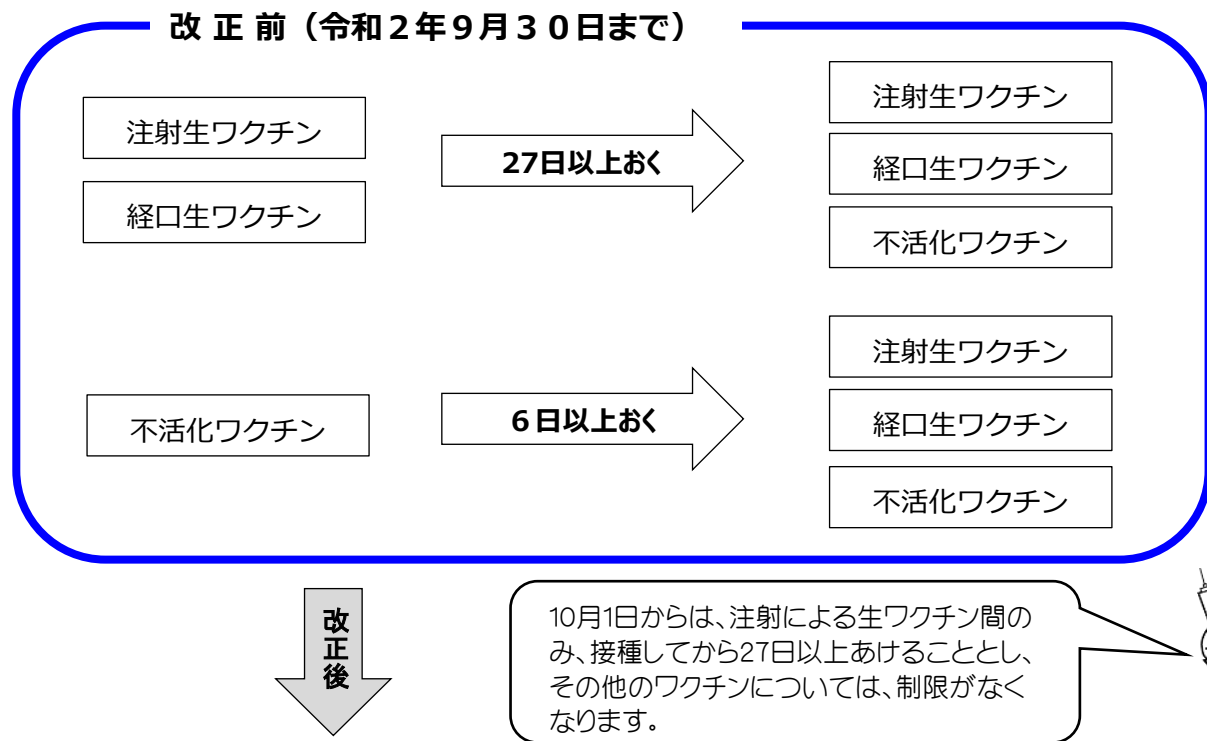 改正前（令和２年９月３０日まで）
注射生ワクチン
経口生ワクチン
27日以上おく
注射生ワクチン
経口生ワクチン
不活化ワクチン
不活化ワクチン
６日以上おく
注射生ワクチン
経口生ワクチン
不活化ワクチン
改正後
10月1日からは、注射による生ワクチン間の
み、接種してから27日以上あけることとし、
その他のワクチンについては、制限がなく
なります。